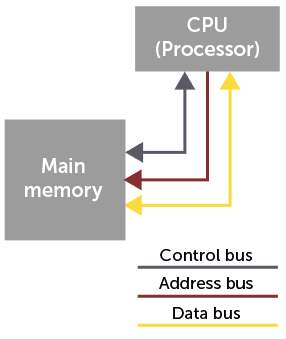 CPU
(Processor)
Main
memory
Control bus
Address bus
Data bus